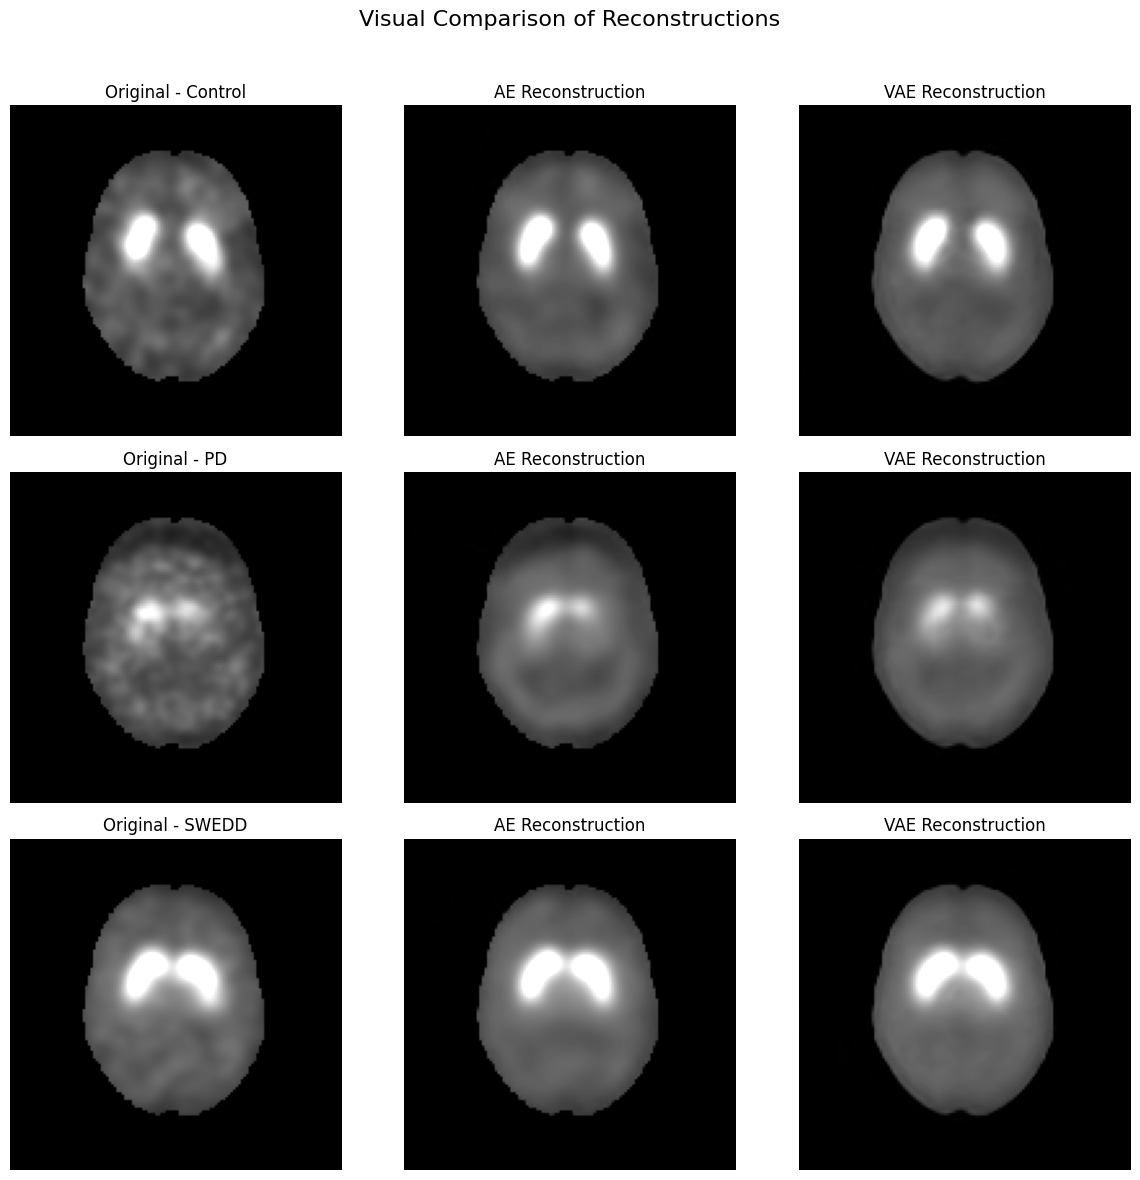 Visual Comparison of Reconstructions
Original - Control
AE Reconstruction
VAE Reconstruction
Original - PD
AE Reconstruction
VAE Reconstruction
Original - SWEDD
AE Reconstruction
VAE Reconstruction